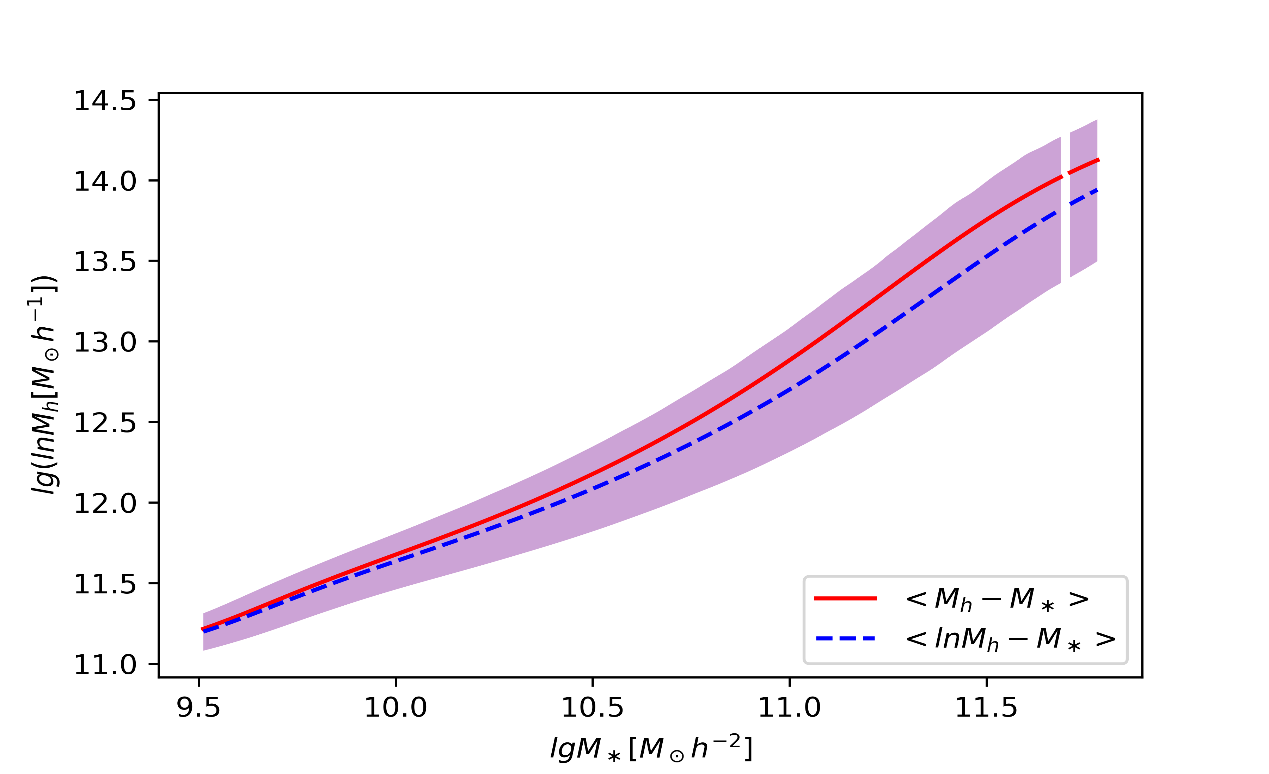 14.5
14.0
13.5
13.0
12.5
12.0
11.5
11.0
lg(lnM_h[M_⊙h^{-1}])
9.5 10.0 10.5 11.0 11.5
lgM_*[M_⊙h^{-2}]
< M_h − M_* >
< lnM_h − M_* >